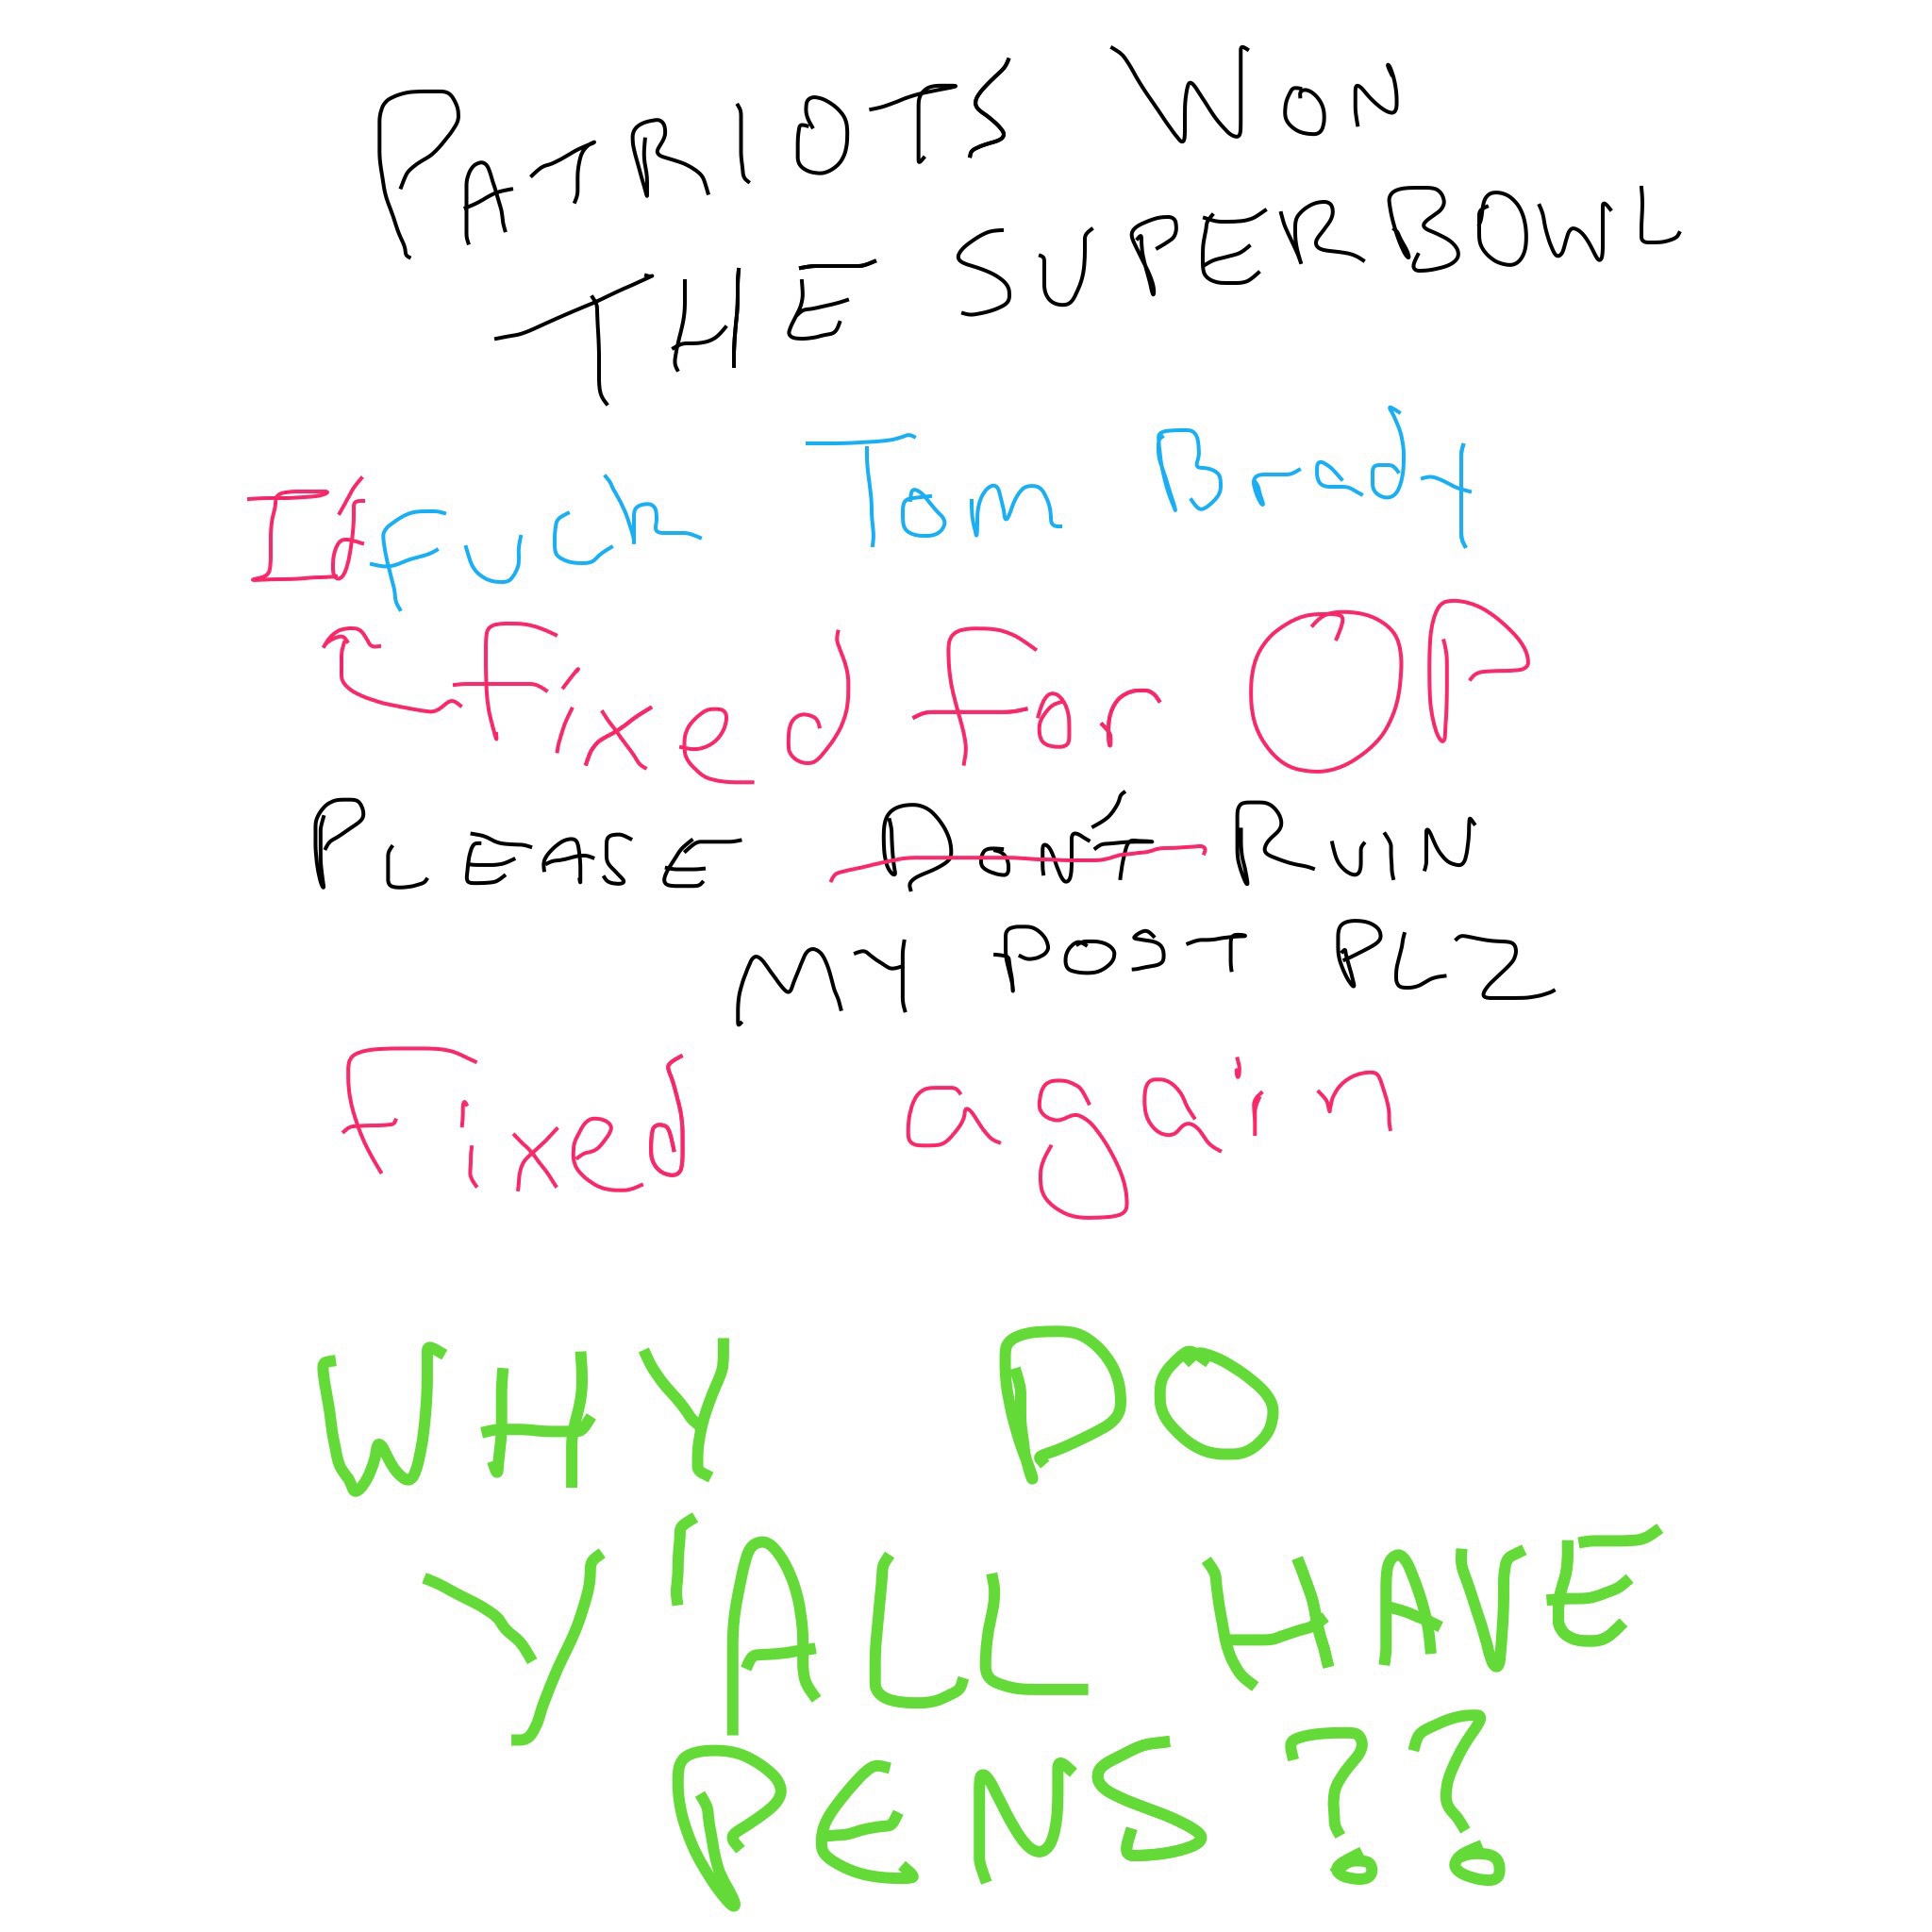 PATRIOTS WON
THE SUPERBOWL
I'd fuck Tom Brady
fixed for OP
PLEASE DON'T RUIN
MY POST PLZ
Fixed again
WHY DO
Y'ALL HAVE
PENS??